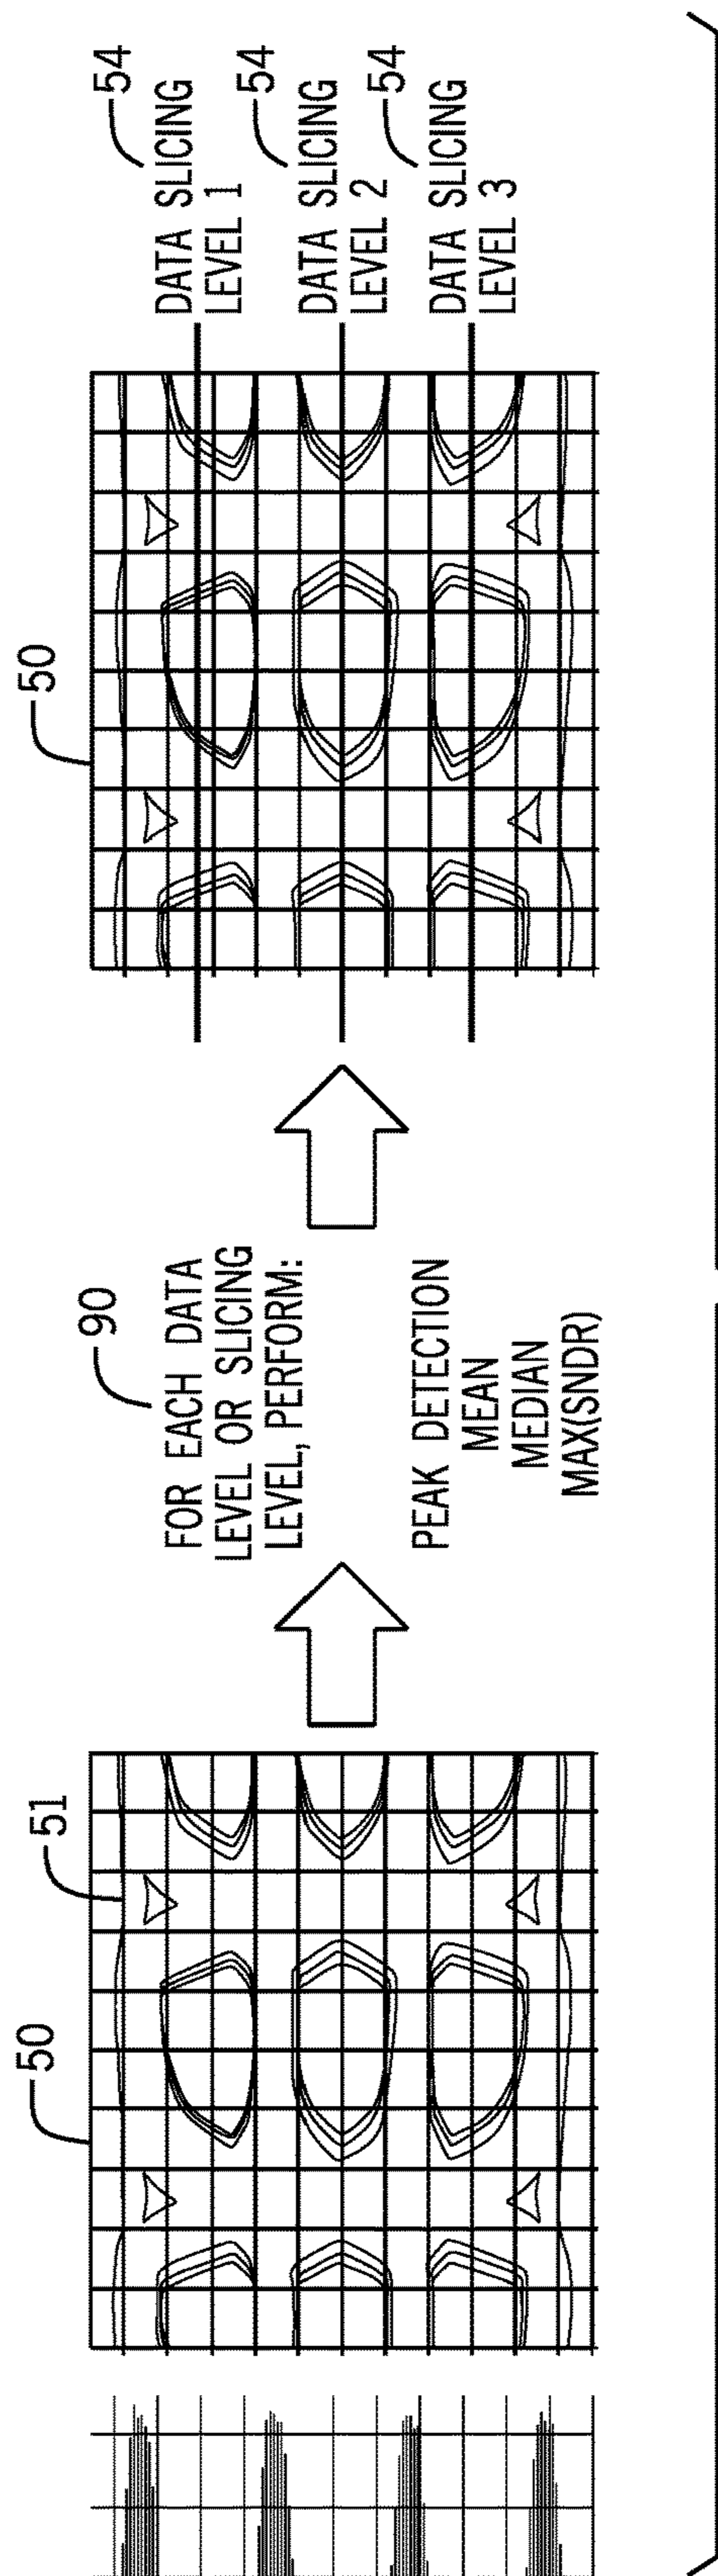 50
51
90
FOR EACH DATA
LEVEL OR SLICING
LEVEL, PERFORM:
PEAK DETECTION
MEAN
MEDIAN
MAX(SNDR)
50
54
DATA SLICING
LEVEL 1
54
DATA SLICING
LEVEL 2
54
DATA SLICING
LEVEL 3